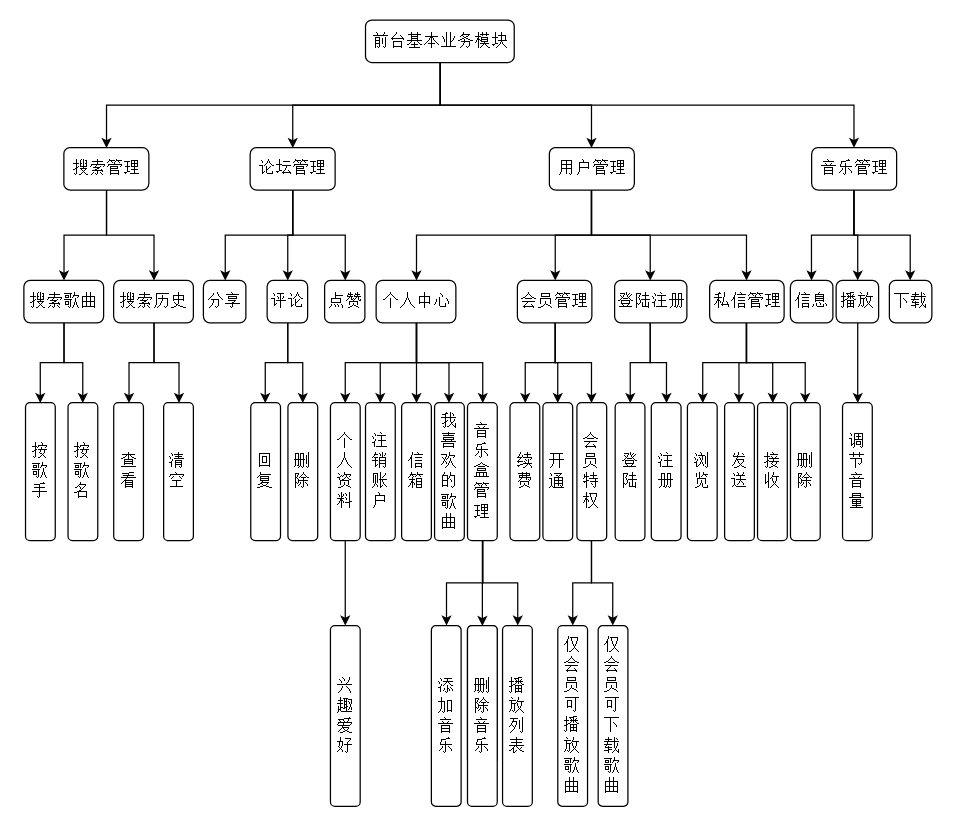 前台基本业务模块
搜索管理
论坛管理
用户管理
音乐管理
搜索歌曲
搜索历史
分享
评论
点赞
个人中心
会员管理
登陆注册
私信管理
信息
播放
下载
按歌手
按歌名
查看
清空
回复
删除
个人资料
注销账户
信箱
我喜欢的歌曲
音乐盒管理
续费
开通
会员特权
登陆
注册
浏览
发送
接收
删除
调节音量
兴趣爱好
添加音乐
删除音乐
播放列表
仅会员可播放歌曲
仅会员可下载歌曲